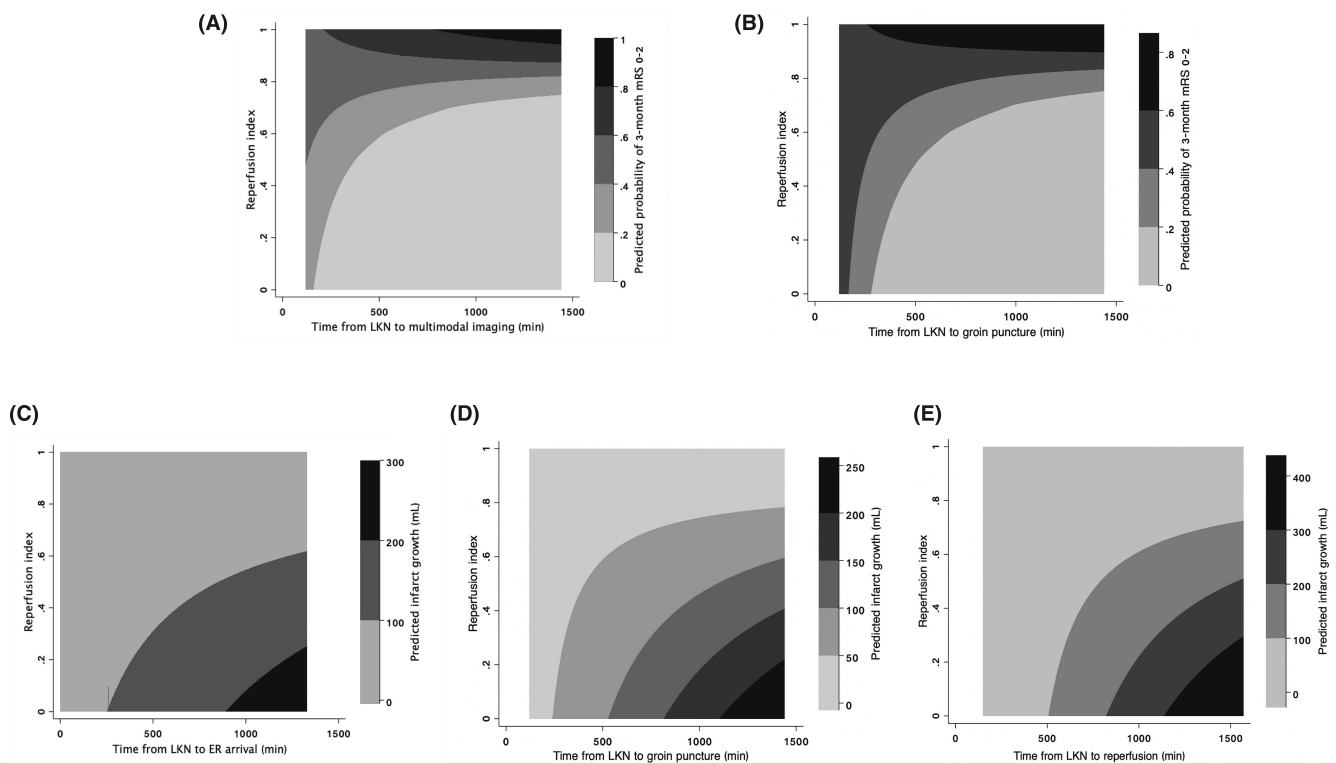 (A)
Reperfusion index
0 .2 .4 .6 .8 1
0 500 1000 1500
Time from LKN to multimodal imaging (min)
1
.8
.6
.4
.2
0
Predicted probability of 3-month mRS 0-2
(B)
Reperfusion index
0 .2 .4 .6 .8 1
0 500 1000 1500
Time from LKN to groin puncture (min)
.8
.6
.4
.2
0
Predicted probability of 3-month mRS 0-2
(C)
Reperfusion index
0 .2 .4 .6 .8 1
0 500 1000 1500
Time from LKN to ER arrival (min)
300
200
100
0
Predicted infarct growth (mL)
(D)
Reperfusion index
0 .2 .4 .6 .8 1
0 500 1000 1500
Time from LKN to groin puncture (min)
250
200
150
100
50
0
Predicted infarct growth (mL)
(E)
Reperfusion index
0 .2 .4 .6 .8 1
0 500 1000 1500
Time from LKN to reperfusion (min)
400
300
200
100
0
Predicted infarct growth (mL)